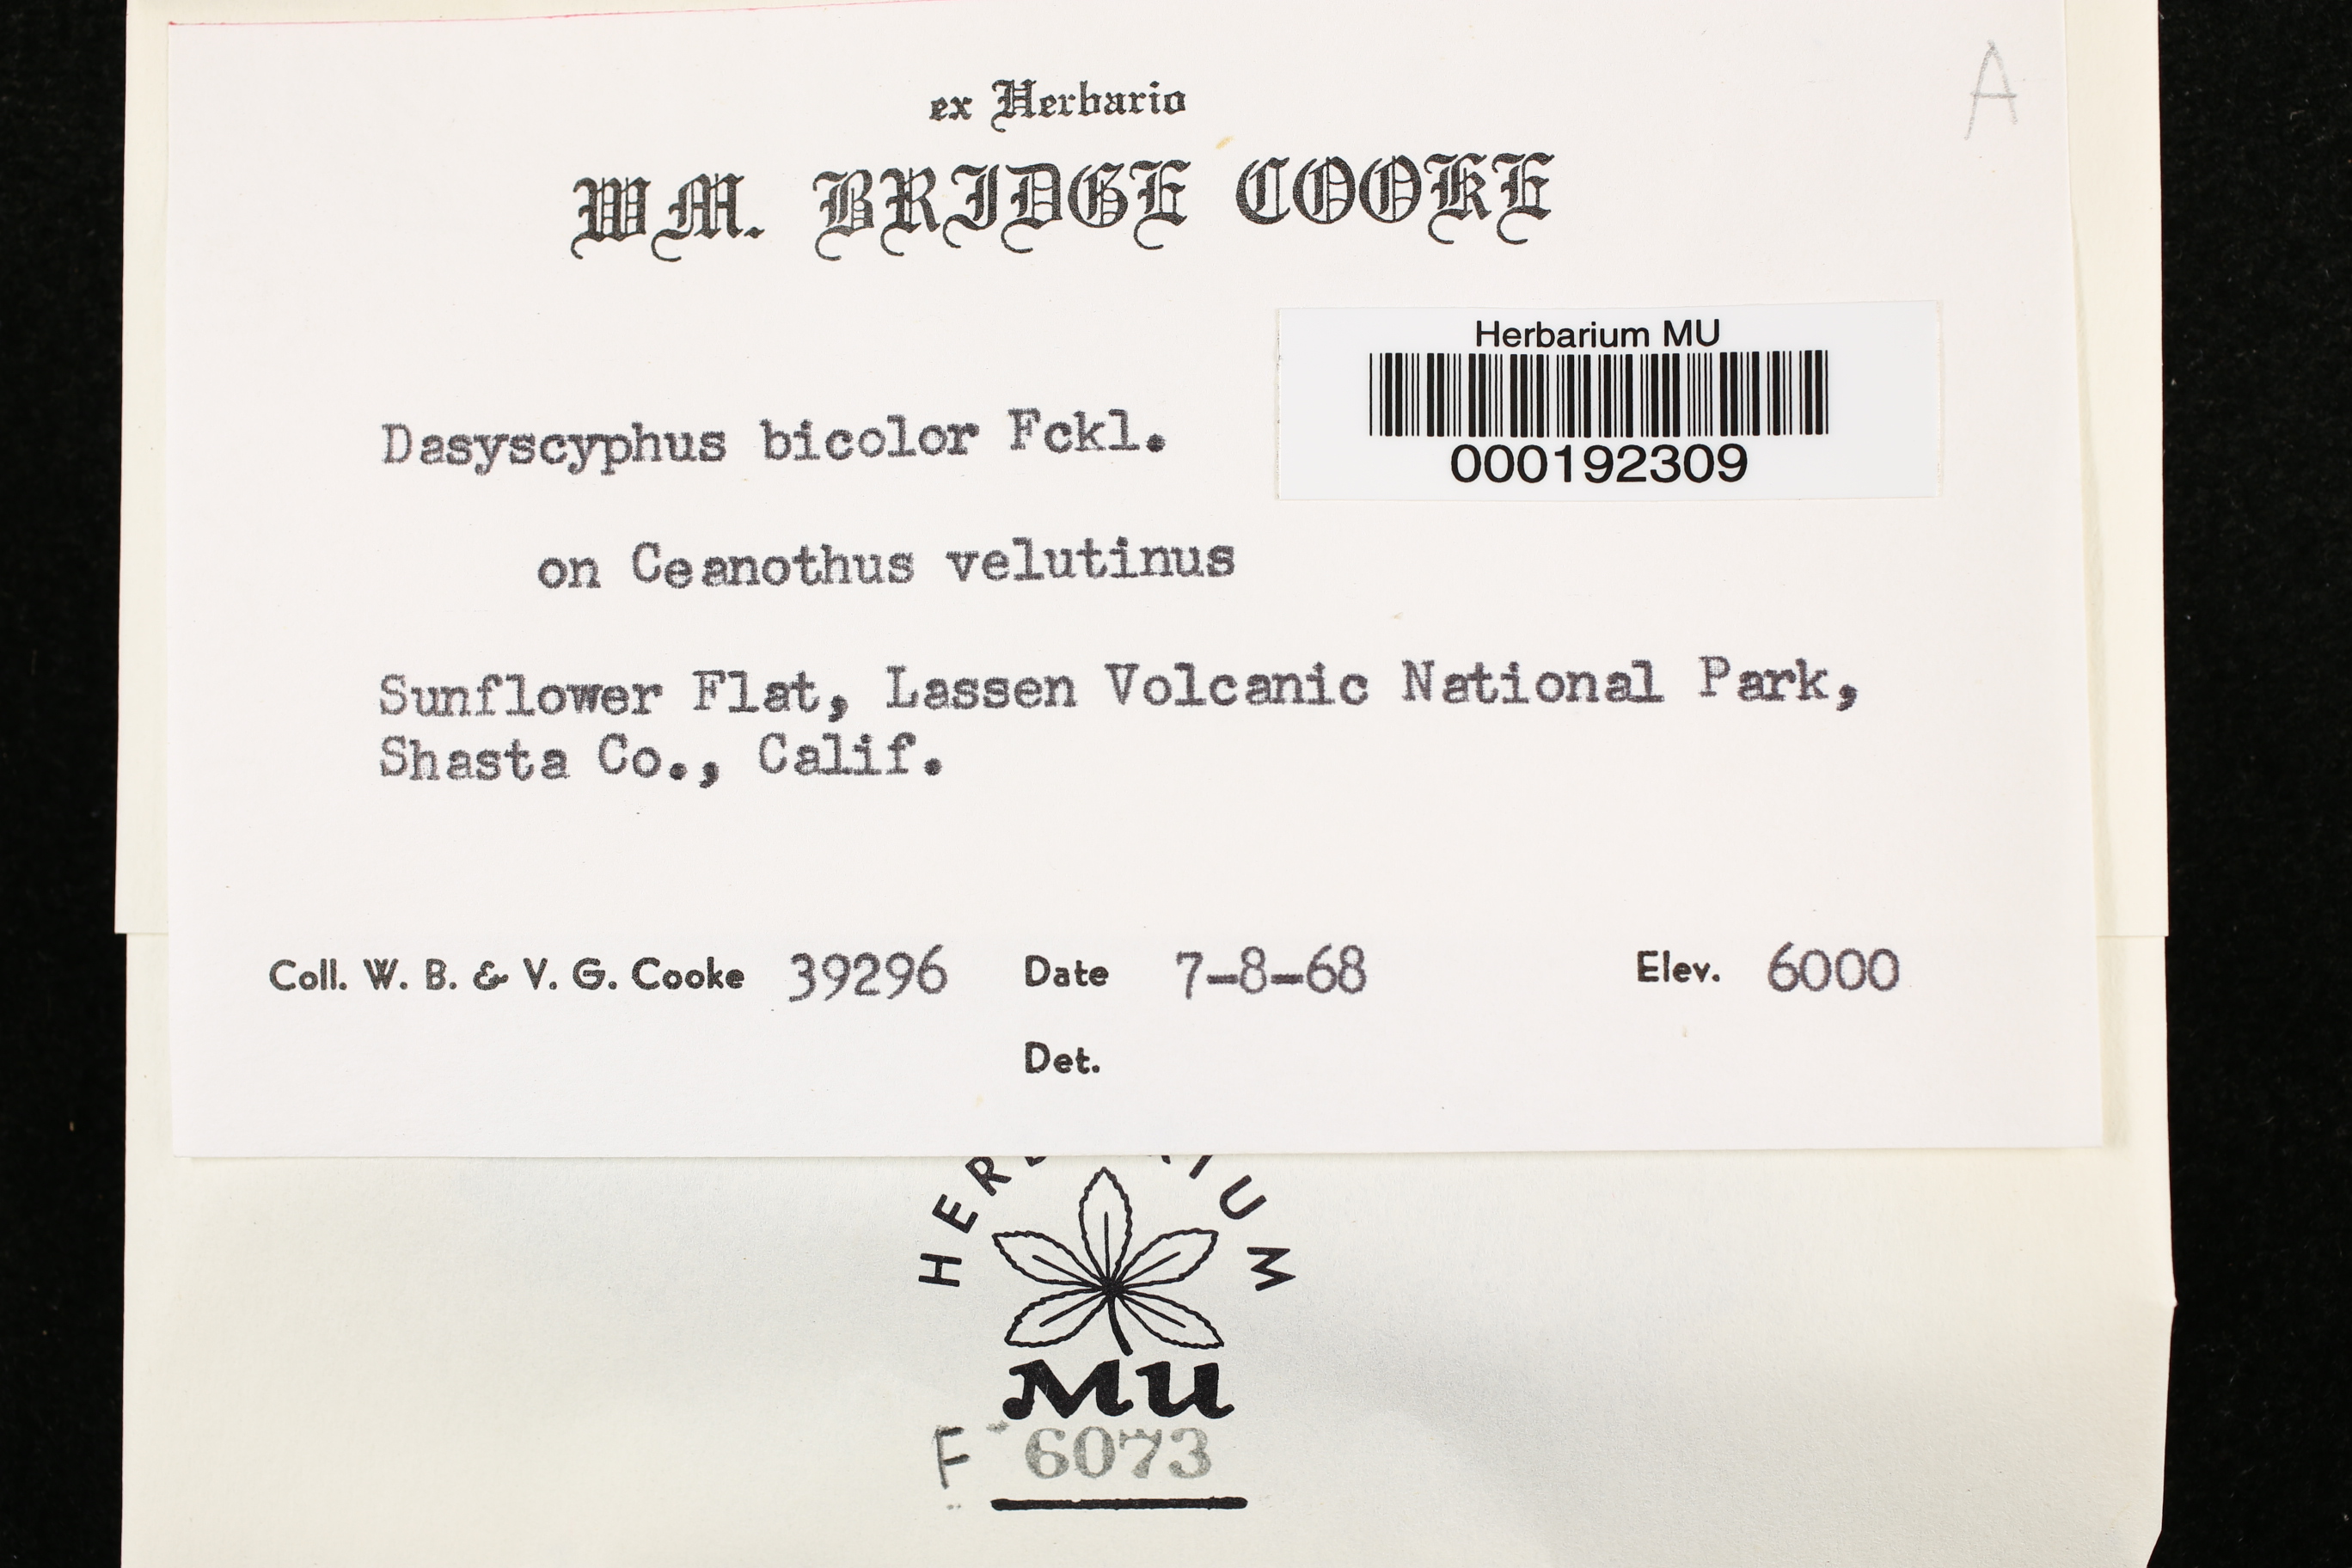 A
ex Herbario
WM. BRIDGE COOKE
Herbarium MU
000192309
Dasyscyphus bicolor Fckl.
on Ceanothus velutinus
Sunflower Flat, Lassen Volcanic National Park,
Shasta Co., Calif.
Coll. W. B. & V. G. Cooke 39296 Date 7-8-68 Elev. 6000
Det.
HERBARIUM
MU
F- 6073